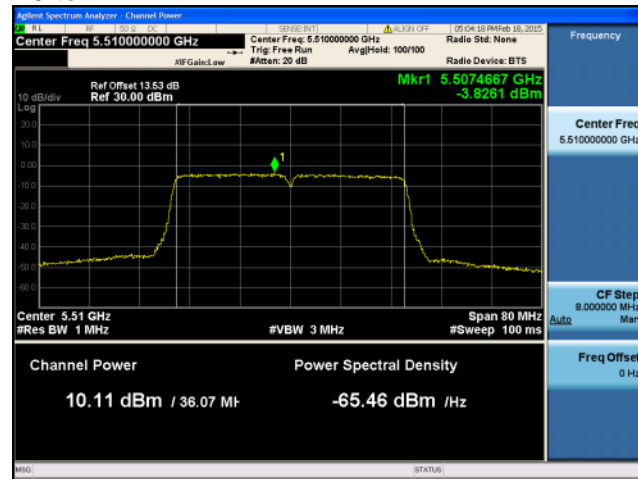 Agilent Spectrum Analyzer - Channel Power
RL RF 50 Ω DC SENSE:INT ALIGN OFF 05:04:18 PM Feb 18, 2015
Center Freq 5.510000000 GHz
Center Freq: 5.510000000 GHz
Radio Std: None
Trig: Free Run Avg|Hold: 100/100
#IFGain:Low #Atten: 20 dB Radio Device: BTS
Frequency
Ref Offset 13.53 dB
10 dB/div Ref 30.00 dBm
Mkr1 5.5074667 GHz
-3.8261 dBm
Log
20.0
10.0
0.00
-10.0
-20.0
-30.0
-40.0
-50.0
-60.0
1
Center 5.51 GHz Span 80 MHz
#Res BW 1 MHz #VBW 3 MHz #Sweep 100 ms
Channel Power Power Spectral Density
10.11 dBm / 36.07 MH -65.46 dBm /Hz
Center Freq
5.510000000 GHz
CF Step
8.000000 MHz
Auto Man
Freq Offset
0 Hz
MSG STATUS